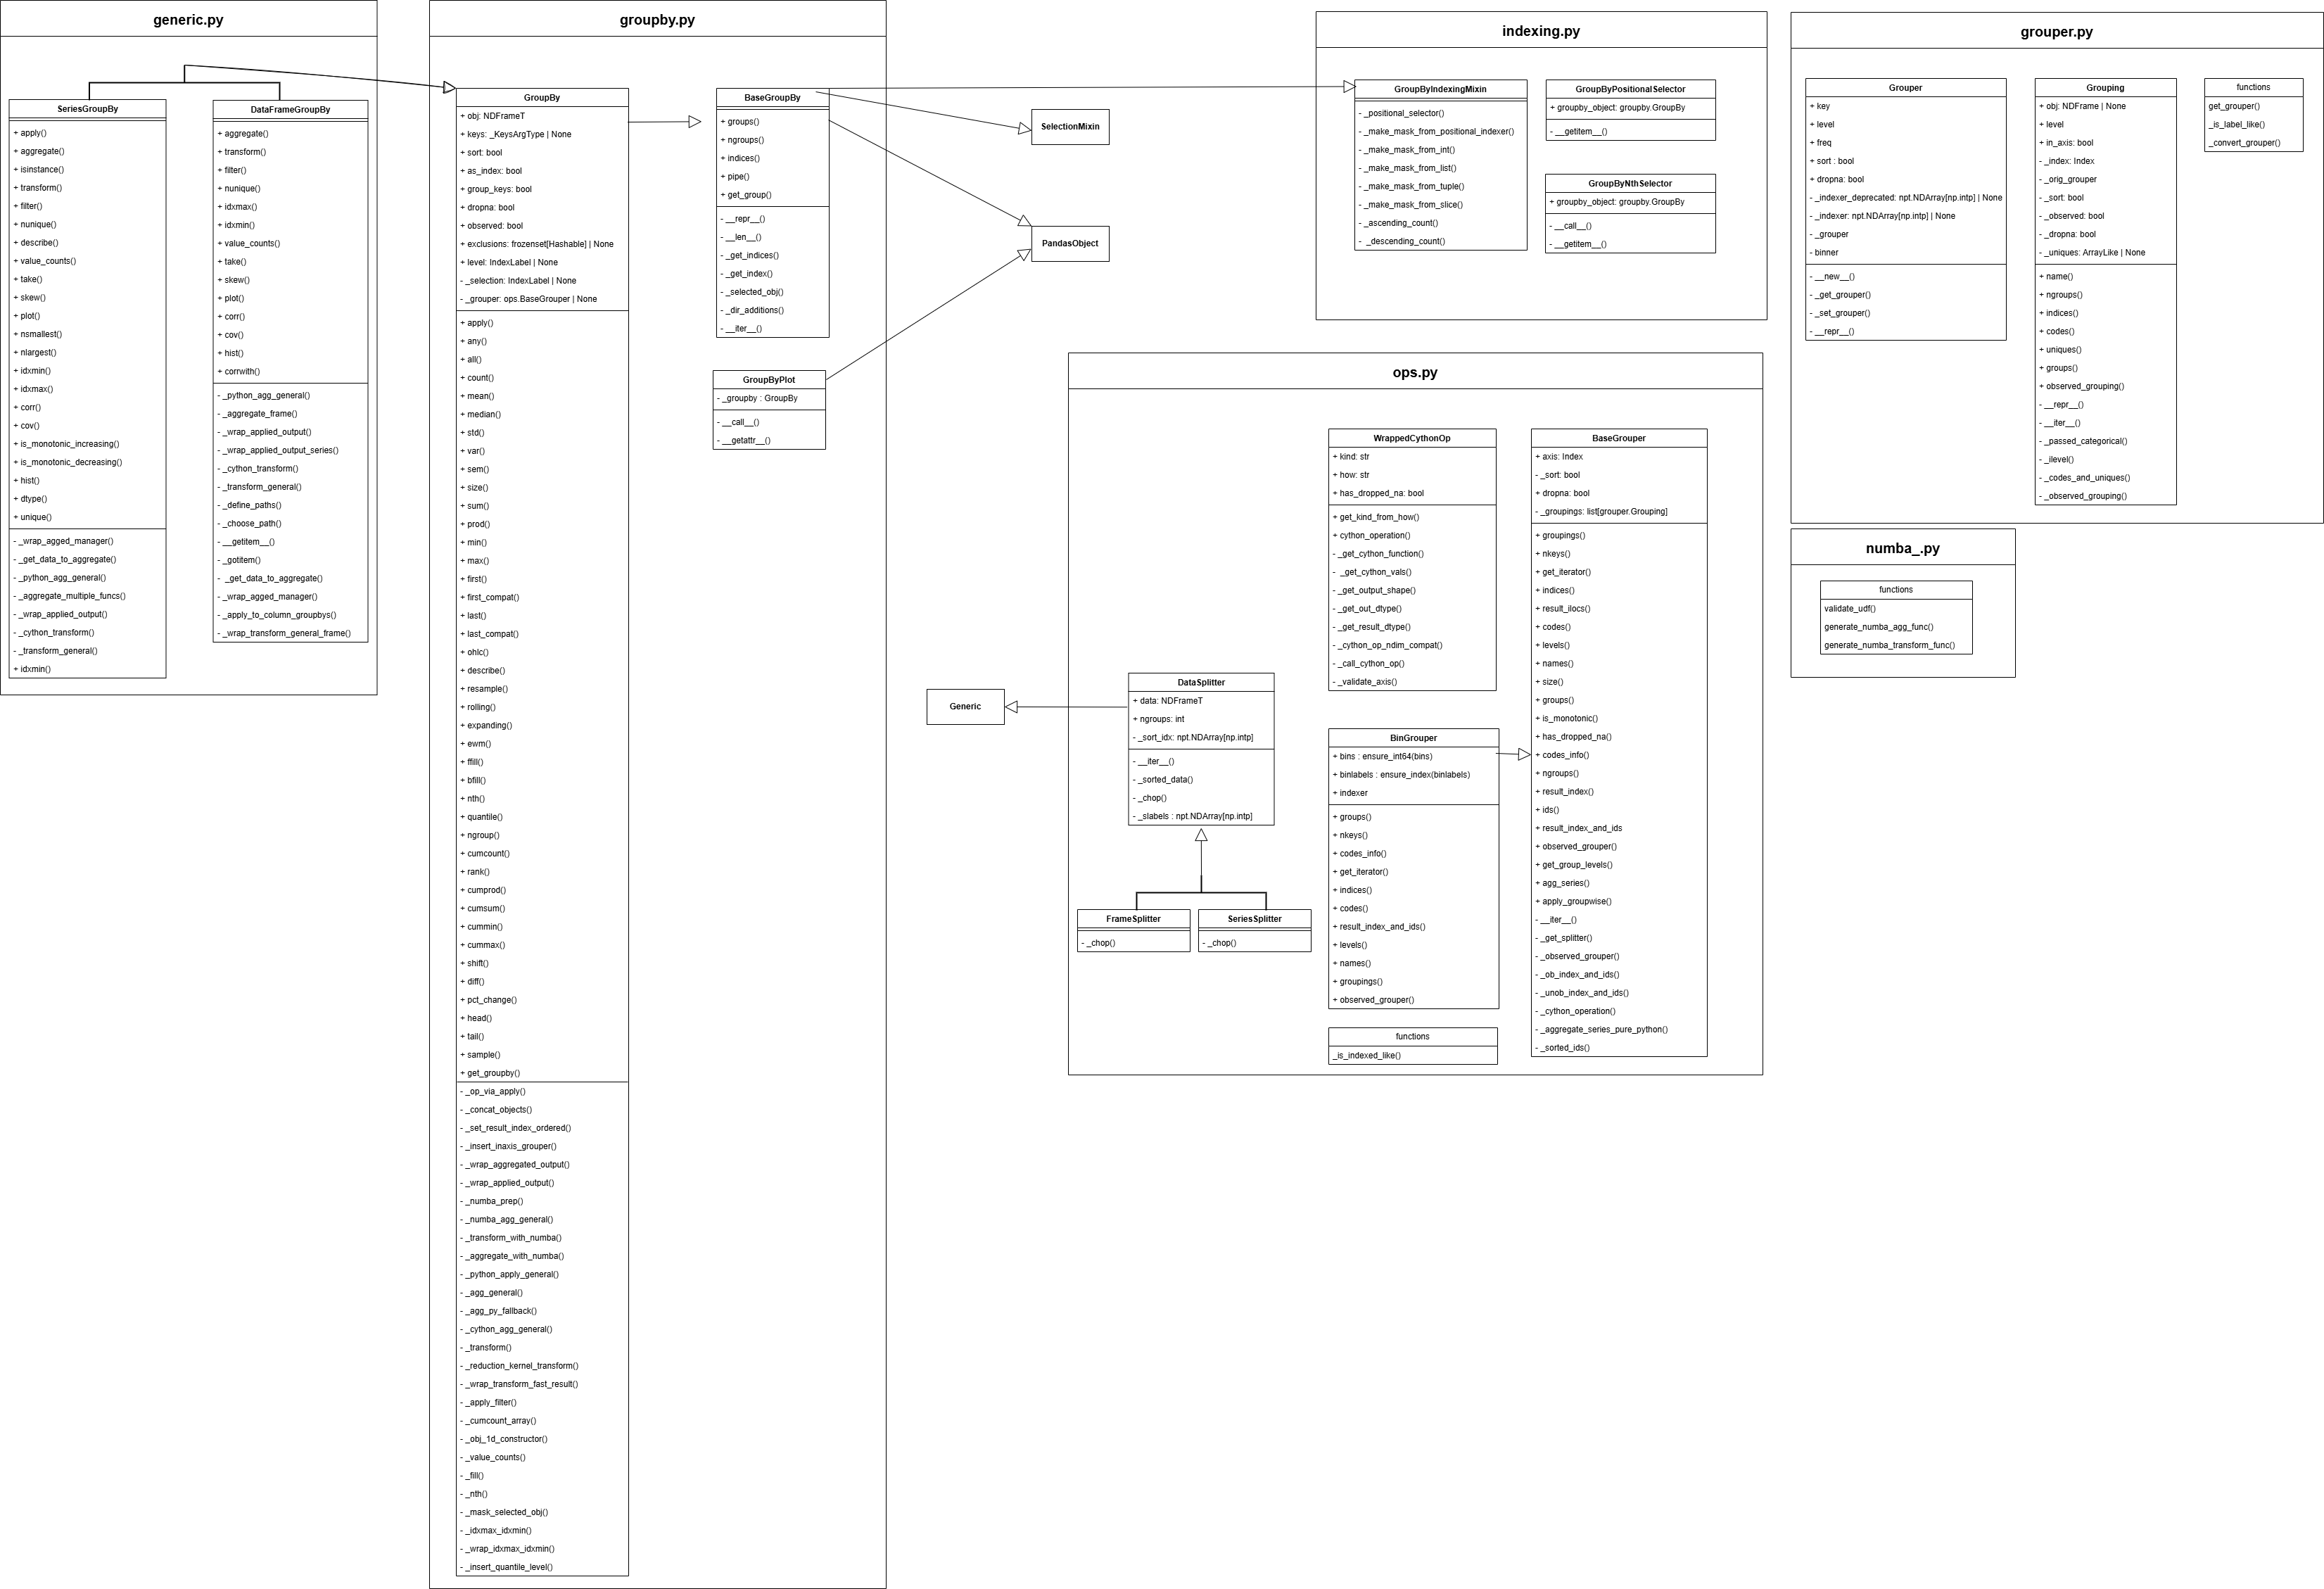 generic.py
SeriesGroupBy
+ apply()
+ aggregate()
+ isinstance()
+ transform()
+ filter()
+ nunique()
+ describe()
+ value_counts()
+ take()
+ skew()
+ plot()
+ nsmallest()
+ nlargest()
+ idxmin()
+ idxmax()
+ corr()
+ cov()
+ is_monotonic_increasing()
+ is_monotonic_decreasing()
+ hist()
+ dtype()
+ unique()
- _wrap_agged_manager()
- _get_data_to_aggregate()
- _python_agg_general()
- _aggregate_multiple_funcs()
- _wrap_applied_output()
- _cython_transform()
- _transform_general()
+ idxmin()
DataFrameGroupBy
+ aggregate()
+ transform()
+ filter()
+ nunique()
+ idxmax()
+ idxmin()
+ value_counts()
+ take()
+ skew()
+ plot()
+ corr()
+ cov()
+ hist()
+ corrwith()
- _python_agg_general()
- _aggregate_frame()
- _wrap_applied_output()
- _wrap_applied_output_series()
- _cython_transform()
- _transform_general()
- _define_paths()
- _choose_path()
- __getitem__()
- _gotitem()
- _get_data_to_aggregate()
- _wrap_agged_manager()
- _apply_to_column_groupbys()
- _wrap_transform_general_frame()
groupby.py
GroupBy
+ obj: NDFrameT
+ keys: _KeysArgType | None
+ sort: bool
+ as_index: bool
+ group_keys: bool
+ dropna: bool
+ observed: bool
+ exclusions: frozenset[Hashable] | None
+ level: IndexLabel | None
- _selection: IndexLabel | None
- _grouper: ops.BaseGrouper | None
+ apply()
+ any()
+ all()
+ count()
+ mean()
+ median()
+ std()
+ var()
+ sem()
+ size()
+ sum()
+ prod()
+ min()
+ max()
+ first()
+ first_compat()
+ last()
+ last_compat()
+ ohlc()
+ describe()
+ resample()
+ rolling()
+ expanding()
+ ewm()
+ ffill()
+ bfill()
+ nth()
+ quantile()
+ ngroup()
+ cumcount()
+ rank()
+ cumprod()
+ cumsum()
+ cummin()
+ cummax()
+ shift()
+ diff()
+ pct_change()
+ head()
+ tail()
+ sample()
+ get_groupby()
- _op_via_apply()
- _concat_objects()
- _set_result_index_ordered()
- _insert_inaxis_grouper()
- _wrap_aggregated_output()
- _wrap_applied_output()
- _numba_prep()
- _numba_agg_general()
- _transform_with_numba()
- _aggregate_with_numba()
- _python_apply_general()
- _agg_general()
- _agg_py_fallback()
- _cython_agg_general()
- _transform()
- _reduction_kernel_transform()
- _wrap_transform_fast_result()
- _apply_filter()
- _cumcount_array()
- _obj_1d_constructor()
- _value_counts()
- _fill()
- _nth()
- _mask_selected_obj()
- _idxmax_idxmin()
- _wrap_idxmax_idxmin()
- _insert_quantile_level()
BaseGroupBy
+ groups()
+ ngroups()
+ indices()
+ pipe()
+ get_group()
- __repr__()
- __len__()
- _get_indices()
- _get_index()
- _selected_obj()
- _dir_additions()
- __iter__()
GroupByPlot
- _groupby : GroupBy
- __call__()
- __getattr__()
SelectionMixin
PandasObject
Generic
indexing.py
GroupByIndexingMixin
- _positional_selector()
- _make_mask_from_positional_indexer()
- _make_mask_from_int()
- _make_mask_from_list()
- _make_mask_from_tuple()
- _make_mask_from_slice()
- _ascending_count()
- _descending_count()
GroupByPositionalSelector
+ groupby_object: groupby.GroupBy
- __getitem__()
GroupByNthSelector
+ groupby_object: groupby.GroupBy
- __call__()
- __getitem__()
ops.py
DataSplitter
+ data: NDFrameT
+ ngroups: int
- _sort_idx: npt.NDArray[np.intp]
- __iter__()
- _sorted_data()
- _chop()
- _slabels : npt.NDArray[np.intp]
FrameSplitter
- _chop()
SeriesSplitter
- _chop()
WrappedCythonOp
+ kind: str
+ how: str
+ has_dropped_na: bool
+ get_kind_from_how()
+ cython_operation()
- _get_cython_function()
- _get_cython_vals()
- _get_output_shape()
- _get_out_dtype()
- _get_result_dtype()
- _cython_op_ndim_compat()
- _call_cython_op()
- _validate_axis()
BinGrouper
+ bins : ensure_int64(bins)
+ binlabels : ensure_index(binlabels)
+ indexer
+ groups()
+ nkeys()
+ codes_info()
+ get_iterator()
+ indices()
+ codes()
+ result_index_and_ids()
+ levels()
+ names()
+ groupings()
+ observed_grouper()
functions
_is_indexed_like()
BaseGrouper
+ axis: Index
- _sort: bool
+ dropna: bool
- _groupings: list[grouper.Grouping]
+ groupings()
+ nkeys()
+ get_iterator()
+ indices()
+ result_ilocs()
+ codes()
+ levels()
+ names()
+ size()
+ groups()
+ is_monotonic()
+ has_dropped_na()
+ codes_info()
+ ngroups()
+ result_index()
+ ids()
+ result_index_and_ids
+ observed_grouper()
+ get_group_levels()
+ agg_series()
+ apply_groupwise()
- __iter__()
- _get_splitter()
- _observed_grouper()
- _ob_index_and_ids()
- _unob_index_and_ids()
- _cython_operation()
- _aggregate_series_pure_python()
- _sorted_ids()
grouper.py
Grouper
+ key
+ level
+ freq
+ sort : bool
+ dropna: bool
- _indexer_deprecated: npt.NDArray[np.intp] | None
- _indexer: npt.NDArray[np.intp] | None
- _grouper
- binner
- __new__()
- _get_grouper()
- _set_grouper()
- __repr__()
Grouping
+ obj: NDFrame | None
+ level
+ in_axis: bool
- _index: Index
- _orig_grouper
- _sort: bool
- _observed: bool
- _dropna: bool
- _uniques: ArrayLike | None
+ name()
+ ngroups()
+ indices()
+ codes()
+ uniques()
+ groups()
+ observed_grouping()
- __repr__()
- __iter__()
- _passed_categorical()
- _ilevel()
- _codes_and_uniques()
- _observed_grouping()
functions
get_grouper()
_is_label_like()
_convert_grouper()
numba_.py
functions
validate_udf()
generate_numba_agg_func()
generate_numba_transform_func()